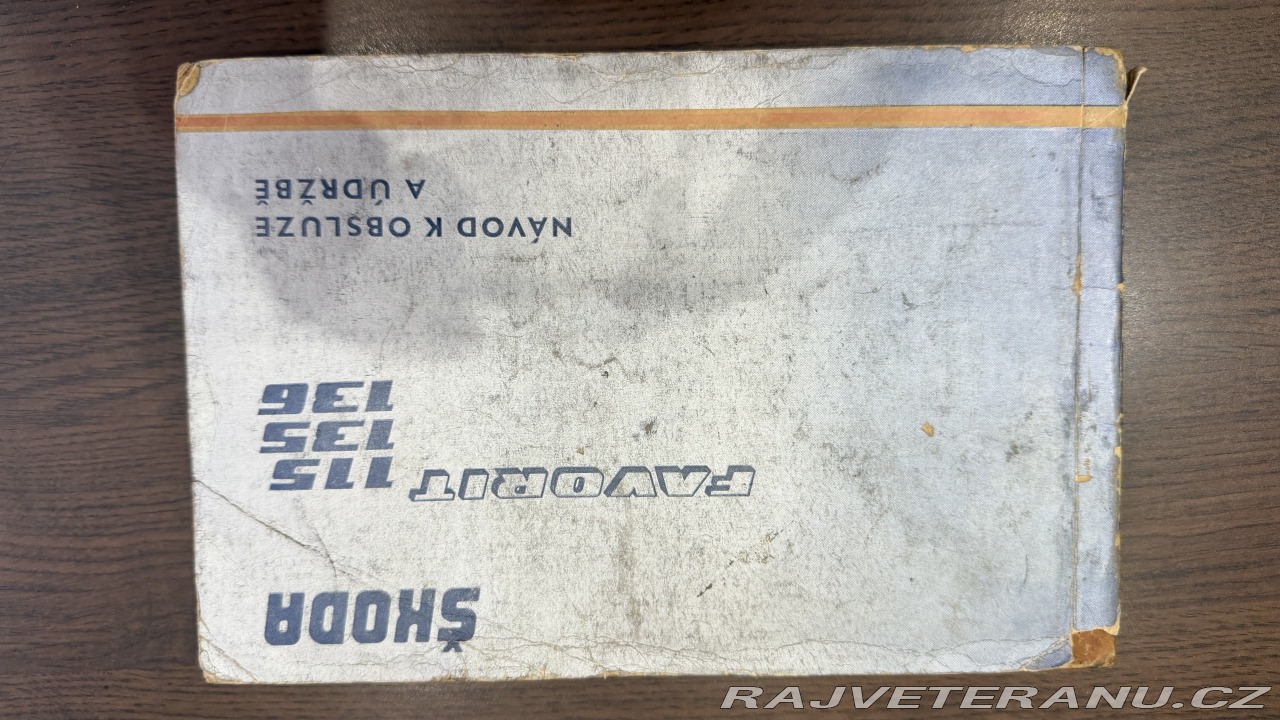 ŠKODA
FAVORIT 115
135
136
NÁVOD K OBSLUZE
A ÚDRŽBĚ
RAJVETERANU.CZ